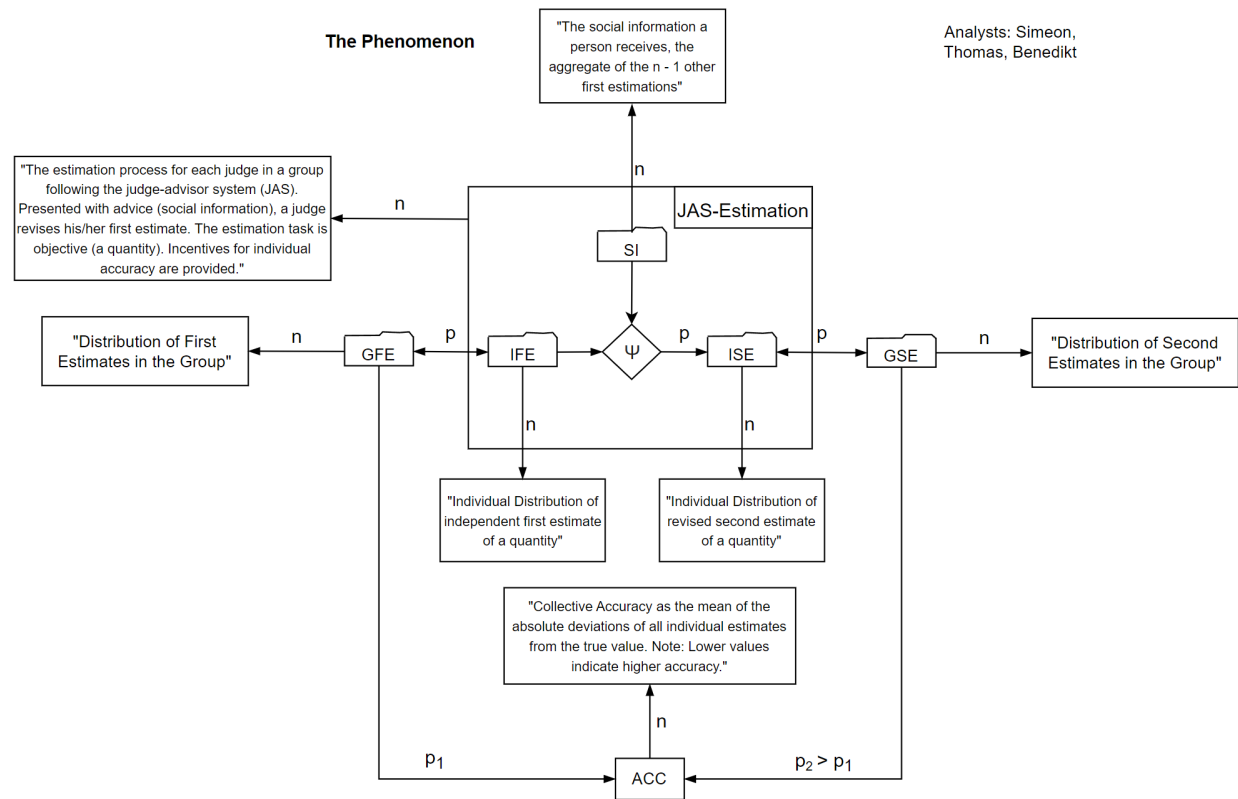 The Phenomenon
"The social information a
person receives, the
aggregate of the n - 1 other
first estimations"
Analysts: Simeon,
Thomas, Benedikt
n
"The estimation process for each judge in a group
following the judge-advisor system (JAS).
Presented with advice (social information), a judge
revises his/her first estimate. The estimation task is
objective (a quantity). Incentives for individual
accuracy are provided."
n
JAS-Estimation
SI
"Distribution of First
Estimates in the Group"
n
GFE
p
IFE
Ψ
p
ISE
p
GSE
n
"Distribution of Second
Estimates in the Group"
n
n
"Individual Distribution of
independent first estimate
of a quantity"
"Individual Distribution of
revised second estimate
of a quantity"
"Collective Accuracy as the mean of the
absolute deviations of all individual estimates
from the true value. Note: Lower values
indicate higher accuracy."
n
p₁
ACC
p₂ > p₁